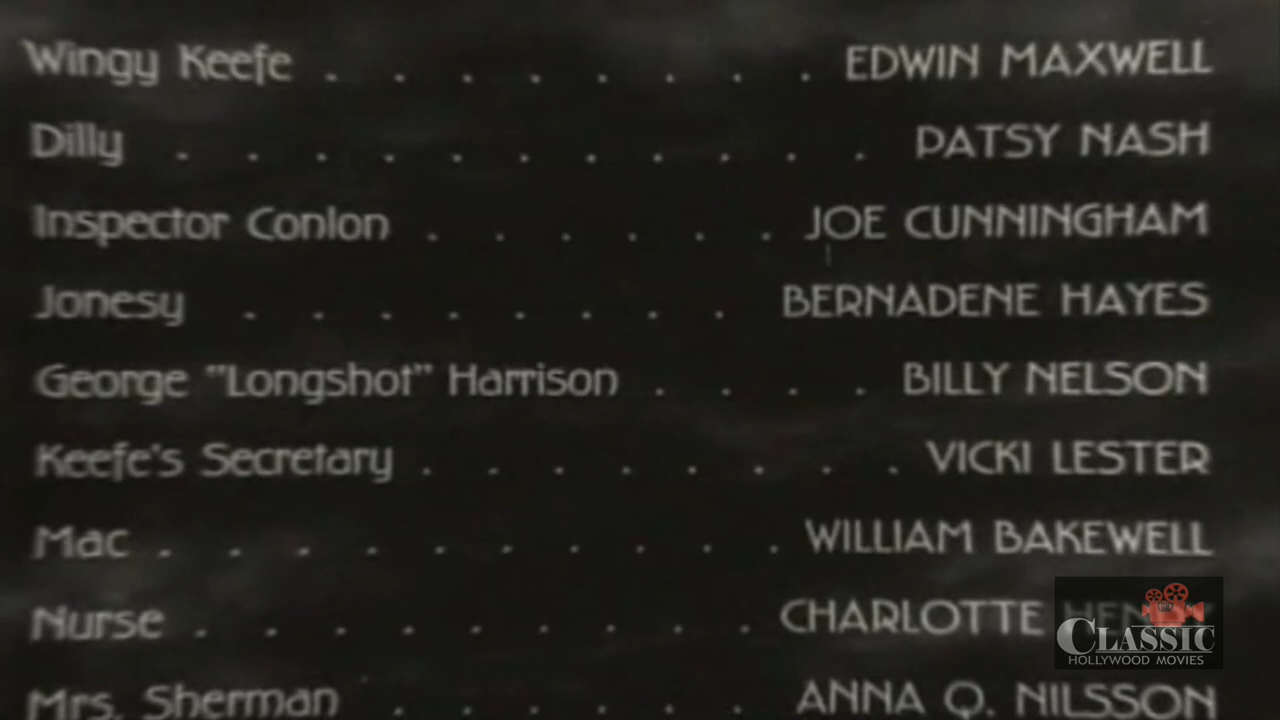 Wingy Keefe . . . . . . . . EDWIN MAXWELL
Dilly . . . . . . . . . . . PATSY NASH
Inspector Conlon . . . . . . JOE CUNNINGHAM
Jonesy . . . . . . . . BERNADENE HAYES
George "Longshot" Harrison . . . . BILLY NELSON
Keefe's Secretary . . . . . . . . VICKI LESTER
Mac . . . . . . . . . . WILLIAM BAKEWELL
Nurse . . . . . . . . . CHARLOTTE HENRY
Mrs. Sherman . . . . . . ANNA Q. NILSSON
CLASSIC
HOLLYWOOD MOVIES